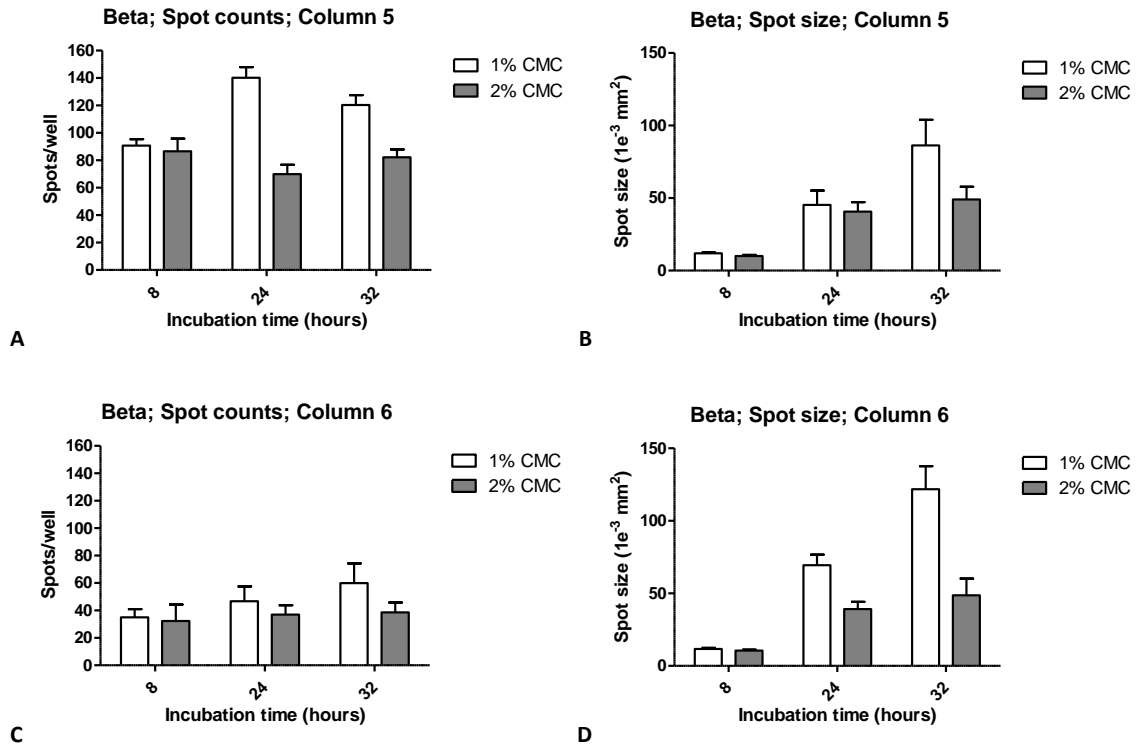 Beta; Spot counts; Column 5
160
140
120
100
80
60
40
20
0
Spots/well
8
24
32
Incubation time (hours)
1% CMC
2% CMC
A
Beta; Spot size; Column 5
150
100
50
0
Spot size (1e⁻³ mm²)
8
24
32
Incubation time (hours)
1% CMC
2% CMC
B
Beta; Spot counts; Column 6
160
140
120
100
80
60
40
20
0
Spots/well
8
24
32
Incubation time (hours)
1% CMC
2% CMC
C
Beta; Spot size; Column 6
150
100
50
0
Spot size (1e⁻³ mm²)
8
24
32
Incubation time (hours)
1% CMC
2% CMC
D